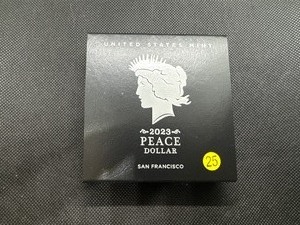 UNITED STATES MINT
2023
PEACE
DOLLAR
SAN FRANCISCO
25